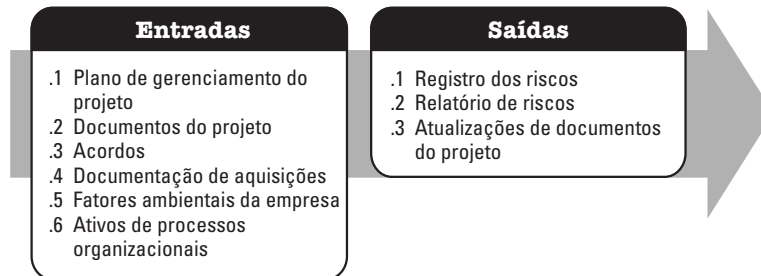 Entradas
.1 Plano de gerenciamento do
projeto
.2 Documentos do projeto
.3 Acordos
.4 Documentação de aquisições
.5 Fatores ambientais da empresa
.6 Ativos de processos
organizacionais
Saídas
.1 Registro dos riscos
.2 Relatório de riscos
.3 Atualizações de documentos
do projeto